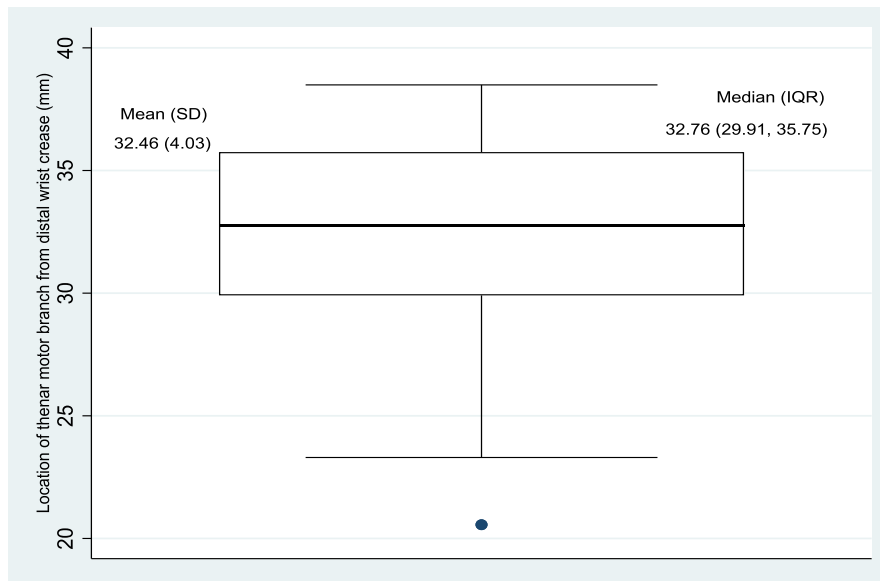 Location of thenar motor branch from distal wrist crease (mm)
40
35
30
25
20
Mean (SD)
32.46 (4.03)
Median (IQR)
32.76 (29.91, 35.75)